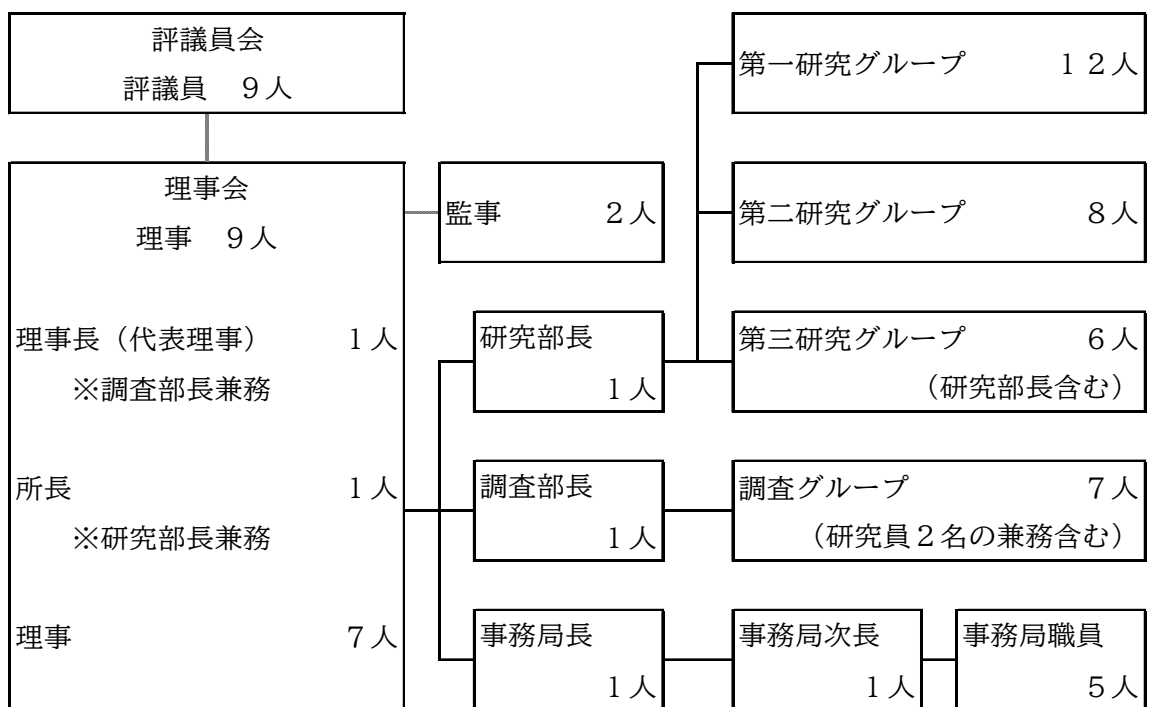 評議員会
評議員 9人
理事会
理事 9人
理事長（代表理事） 1人
※調査部長兼務
所長 1人
※研究部長兼務
理事 7人
監事 2人
研究部長
1人
調査部長
1人
事務局長
1人
第一研究グループ 12人
第二研究グループ 8人
第三研究グループ 6人
（研究部長含む）
調査グループ 7人
（研究員2名の兼務含む）
事務局次長
1人
事務局職員
5人